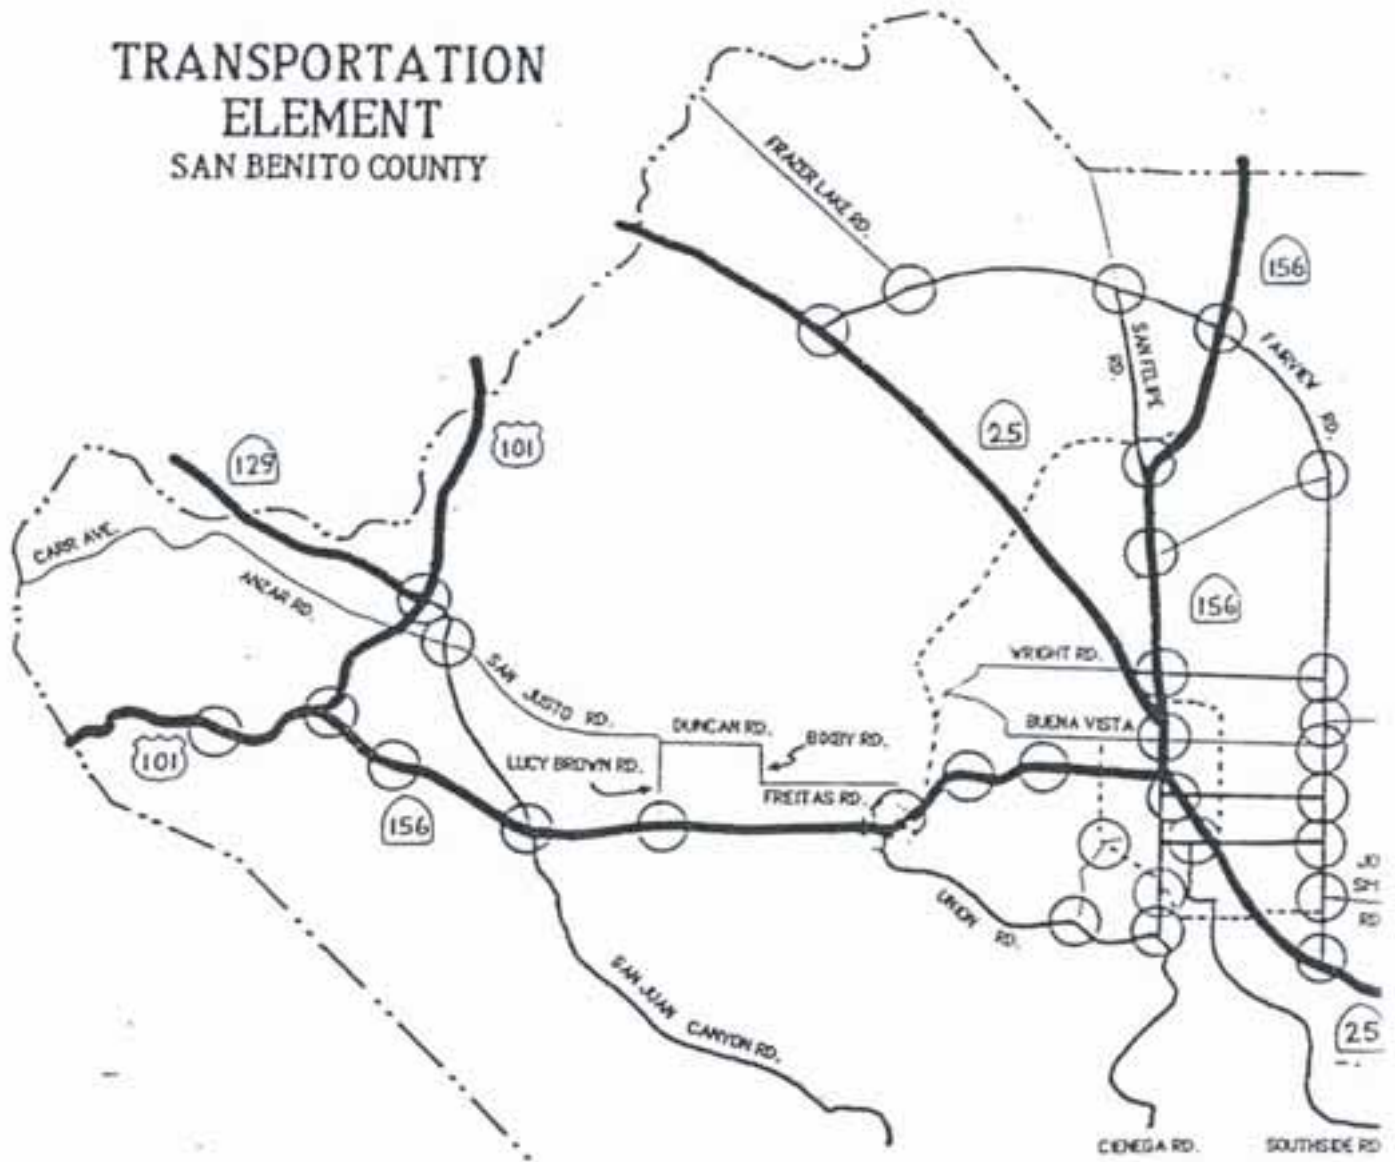 TRANSPORTATION
ELEMENT
SAN BENITO COUNTY
FRAZER LAKE RD.
156
SAN FELIPE
RD.
FAIRVIEW RD.
25
101
129
CARR AVE.
ANZAR RD.
156
WRIGHT RD.
SAN JUSTO RD.
DUNCAN RD.
BIXBY RD.
BUENA VISTA
LUCY BROWN RD.
FREITAS RD.
101
156
UNION RD.
SAN JUAN CANYON RD.
25
CIENEGA RD.
SOUTHSIDE RD